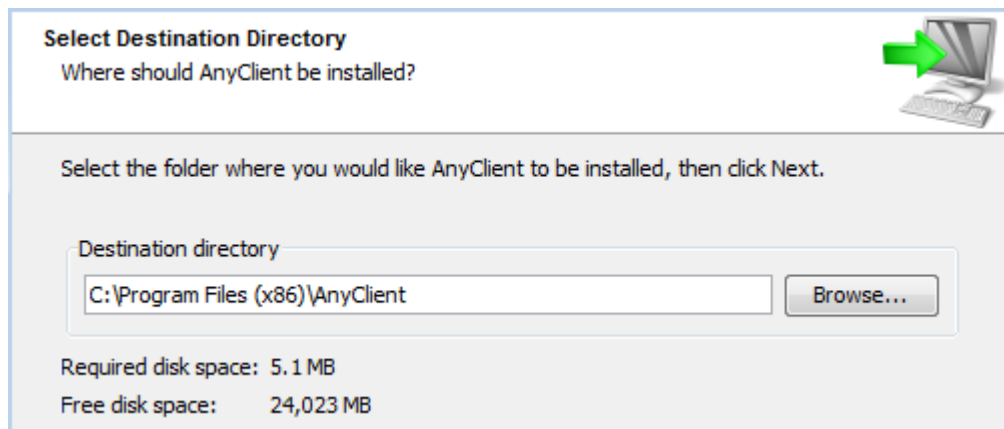 Select Destination Directory
Where should AnyClient be installed?
Select the folder where you would like AnyClient to be installed, then click Next.
Destination directory
C:\Program Files (x86)\AnyClient
Browse...
Required disk space: 5.1 MB
Free disk space: 24,023 MB